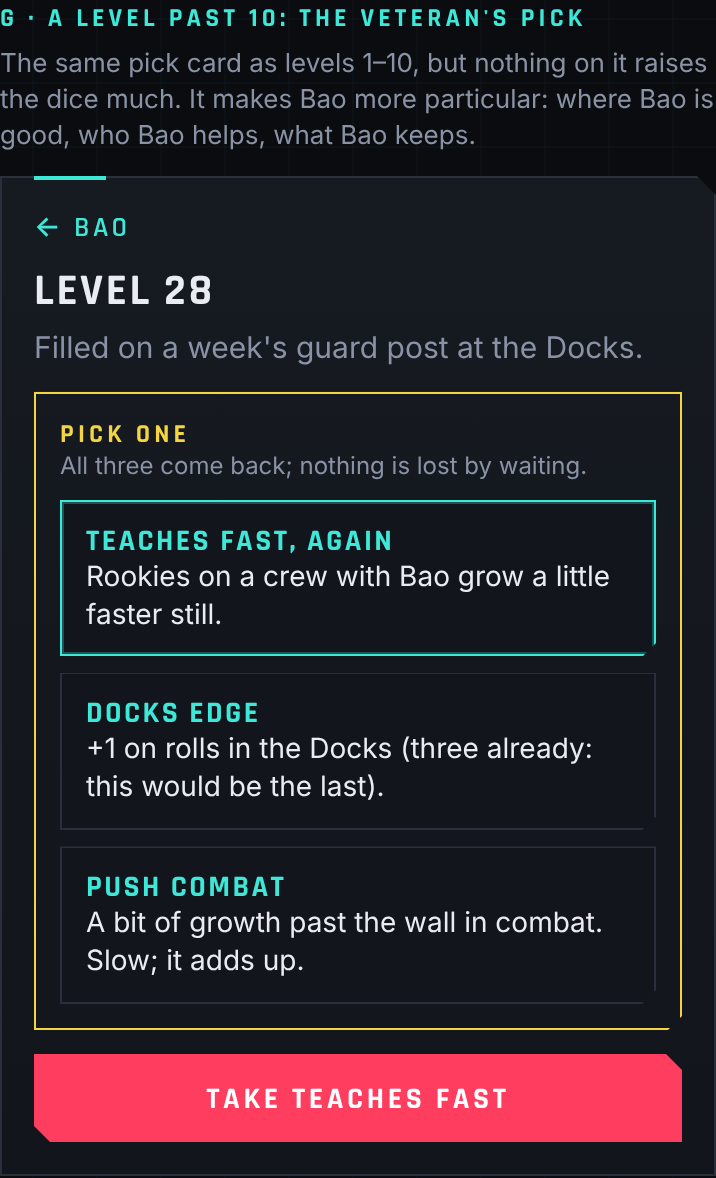 G · A LEVEL PAST 10: THE VETERAN'S PICK
The same pick card as levels 1–10, but nothing on it raises
the dice much. It makes Bao more particular: where Bao is
good, who Bao helps, what Bao keeps.
← BAO
LEVEL 28
Filled on a week's guard post at the Docks.
PICK ONE
All three come back; nothing is lost by waiting.
TEACHES FAST, AGAIN
Rookies on a crew with Bao grow a little
faster still.
DOCKS EDGE
+1 on rolls in the Docks (three already:
this would be the last).
PUSH COMBAT
A bit of growth past the wall in combat.
Slow; it adds up.
TAKE TEACHES FAST